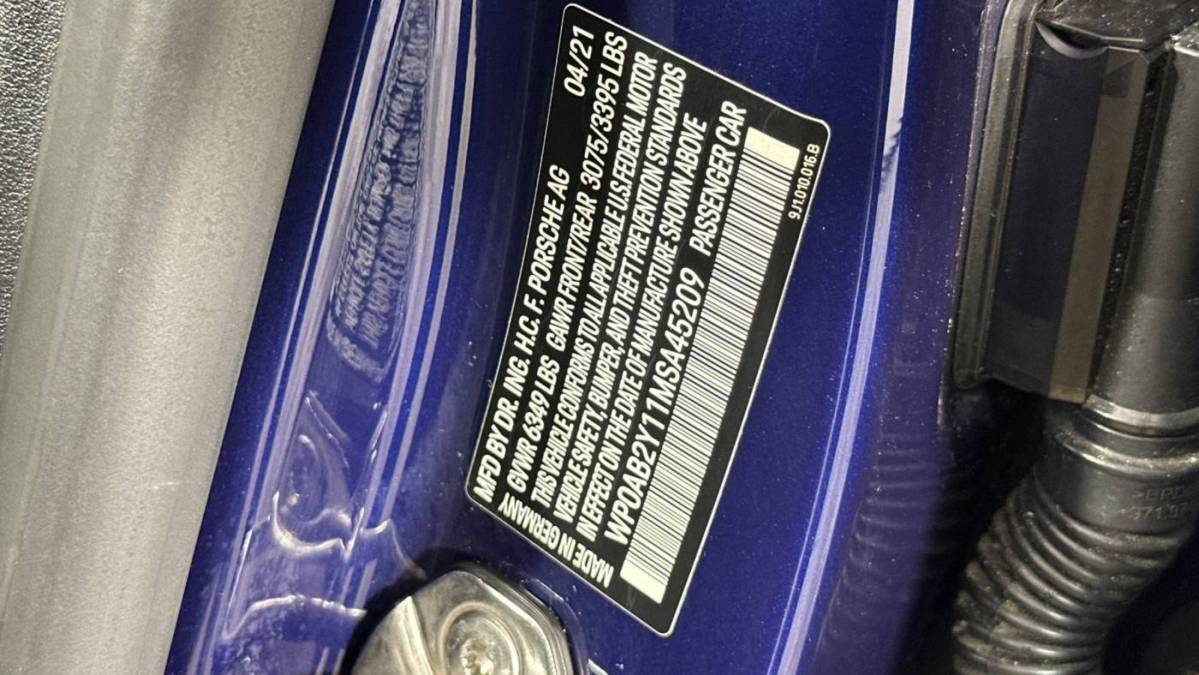 MFD BY DR. ING. H.C. F. PORSCHE AG 04/21
GVWR 6349 LBS GAWR FRONT/REAR 3075/3395 LBS
THIS VEHICLE CONFORMS TO ALL APPLICABLE U.S. FEDERAL MOTOR
VEHICLE SAFETY, BUMPER, AND THEFT PREVENTION STANDARDS
IN EFFECT ON THE DATE OF MANUFACTURE SHOWN ABOVE
WP0AB2Y11MSA45209 PASSENGER CAR
MADE IN GERMANY
9J1.010.016.B